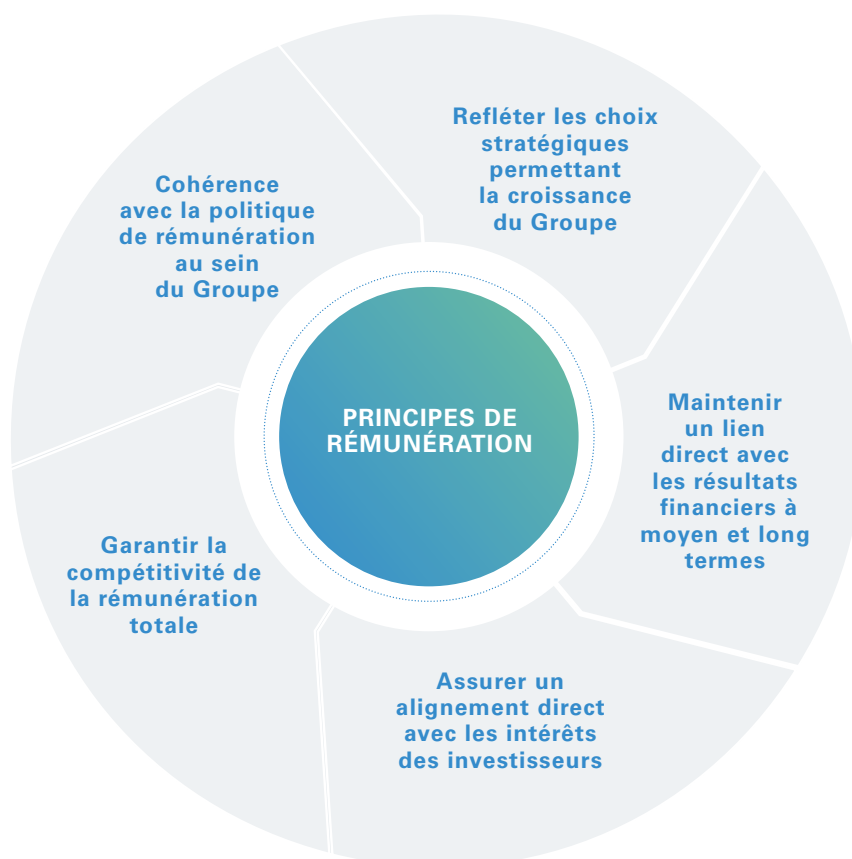 Refléter les choix
stratégiques
permettant
la croissance
du Groupe
Cohérence
avec la politique
de rémunération
au sein
du Groupe
PRINCIPES DE
RÉMUNÉRATION
Maintenir
un lien
direct avec
les résultats
financiers à
moyen et long
termes
Garantir la
compétitivité de
la rémunération
totale
Assurer un
alignement direct
avec les intérêts
des investisseurs